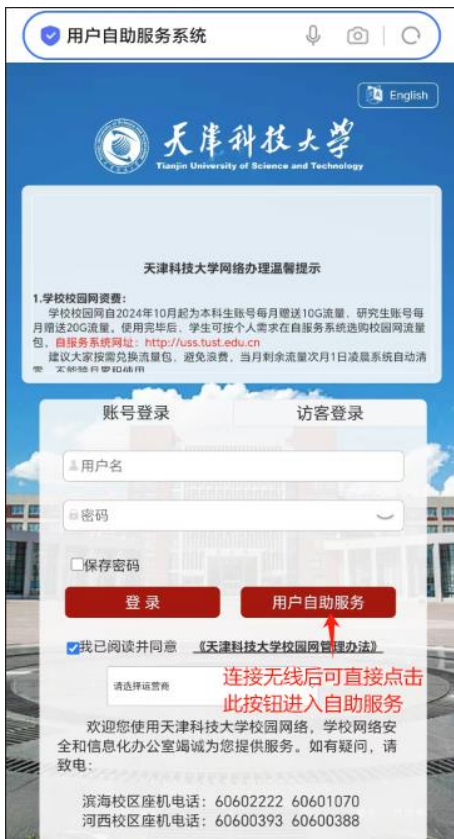 用户自助服务系统
English
天津科技大学
Tianjin University of Science and Technology
天津科技大学网络办理温馨提示
1.学校校园网资费：
学校校园网自2024年10月起为本科生账号每月赠送10G流量，研究生账号每
月赠送20G流量。使用完毕后，学生可按个人需求在自服务系统选购校园网流量
包，自服务系统网址：http://uss.tust.edu.cn
建议大家按需兑换流量包，避免浪费，当月剩余流量次月1日凌晨系统自动清
零，不能跨月累积使用
账号登录
访客登录
用户名
密码
保存密码
登 录
用户自助服务
我已阅读并同意 《天津科技大学校园网管理办法》
请选择运营商
连接无线后可直接点击
此按钮进入自助服务
欢迎您使用天津科技大学校园网络，学校网络安
全和信息化办公室竭诚为您提供服务。如有疑问，请
致电：
滨海校区座机电话：60602222 60601070
河西校区座机电话：60600393 60600388